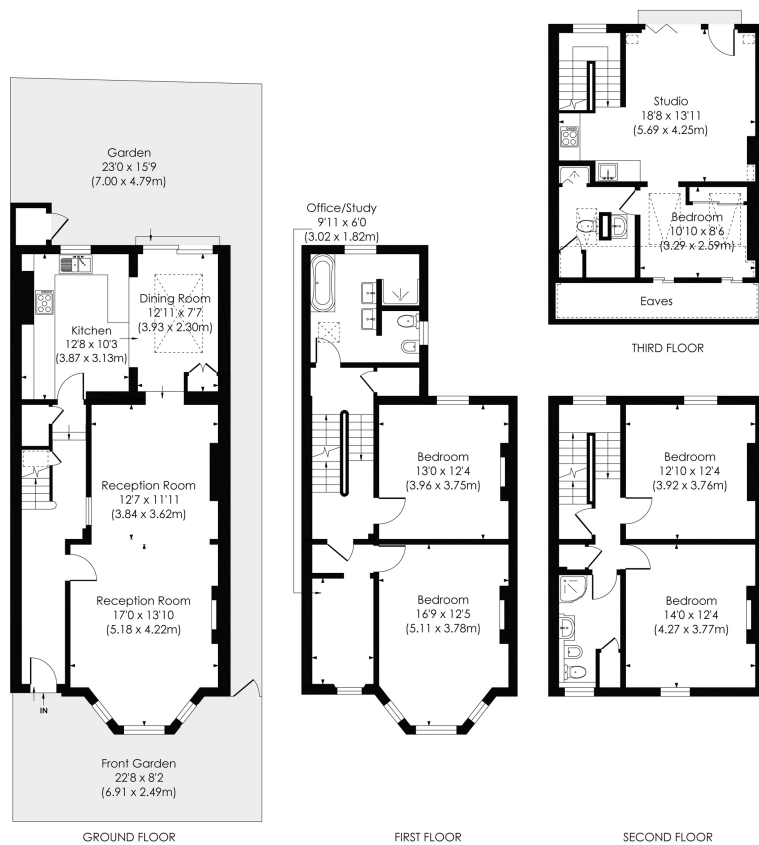 Garden
23'0 x 15'9
(7.00 x 4.79m)
Kitchen
12'8 x 10'3
(3.87 x 3.13m)
Dining Room
12'11 x 7'7
(3.93 x 2.30m)
Reception Room
12'7 x 11'11
(3.84 x 3.62m)
Reception Room
17'0 x 13'10
(5.18 x 4.22m)
IN
Front Garden
22'8 x 8'2
(6.91 x 2.49m)
GROUND FLOOR
Office/Study
9'11 x 6'0
(3.02 x 1.82m)
Bedroom
13'0 x 12'4
(3.96 x 3.75m)
Bedroom
16'9 x 12'5
(5.11 x 3.78m)
FIRST FLOOR
Studio
18'8 x 13'11
(5.69 x 4.25m)
Bedroom
10'10 x 8'6
(3.29 x 2.59m)
Eaves
THIRD FLOOR
Bedroom
12'10 x 12'4
(3.92 x 3.76m)
Bedroom
14'0 x 12'4
(4.27 x 3.77m)
SECOND FLOOR